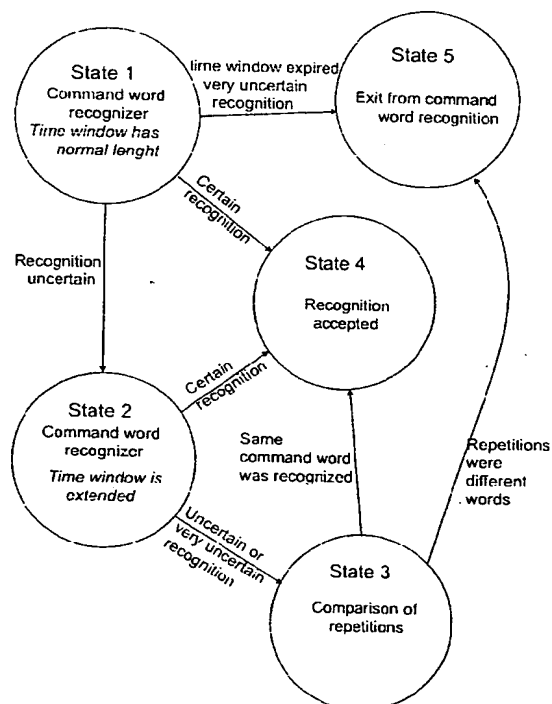 State 1
Command word
recognizer
Time window has
normal lenght
time window expired
very uncertain
recognition
State 5
Exit from command
word recognition
Certain
recognition
Recognition
uncertain
State 4
Recognition
accepted
State 2
Command word
recognizer
Time window is
extended
Certain
recognition
Same
command word
was recognized
Repetitions
were
different
words
Uncertain or
very uncertain
recognition
State 3
Comparison of
repetitions